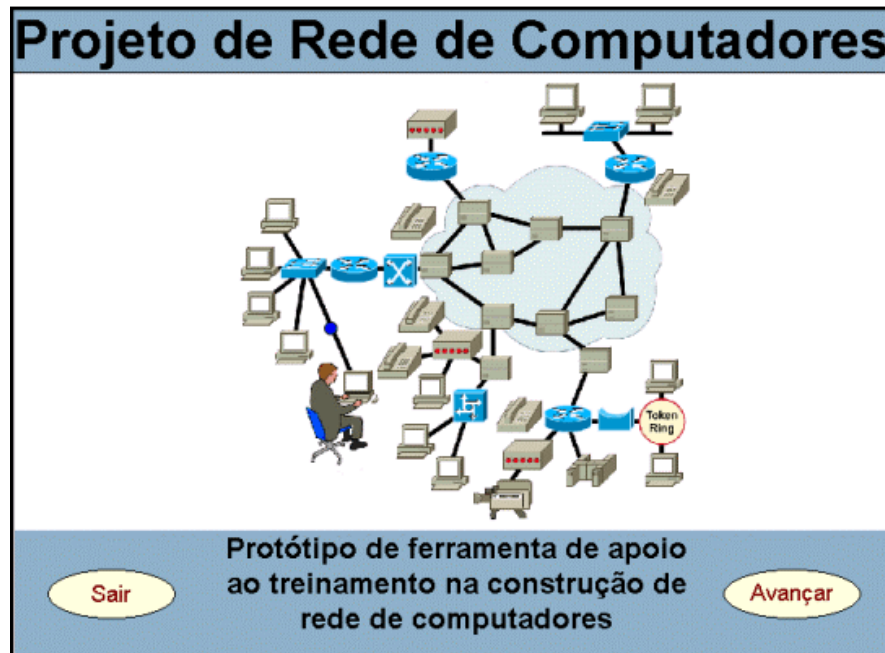 Projeto de Rede de Computadores
Token
Ring
Protótipo de ferramenta de apoio
ao treinamento na construção de
rede de computadores
Sair
Avançar